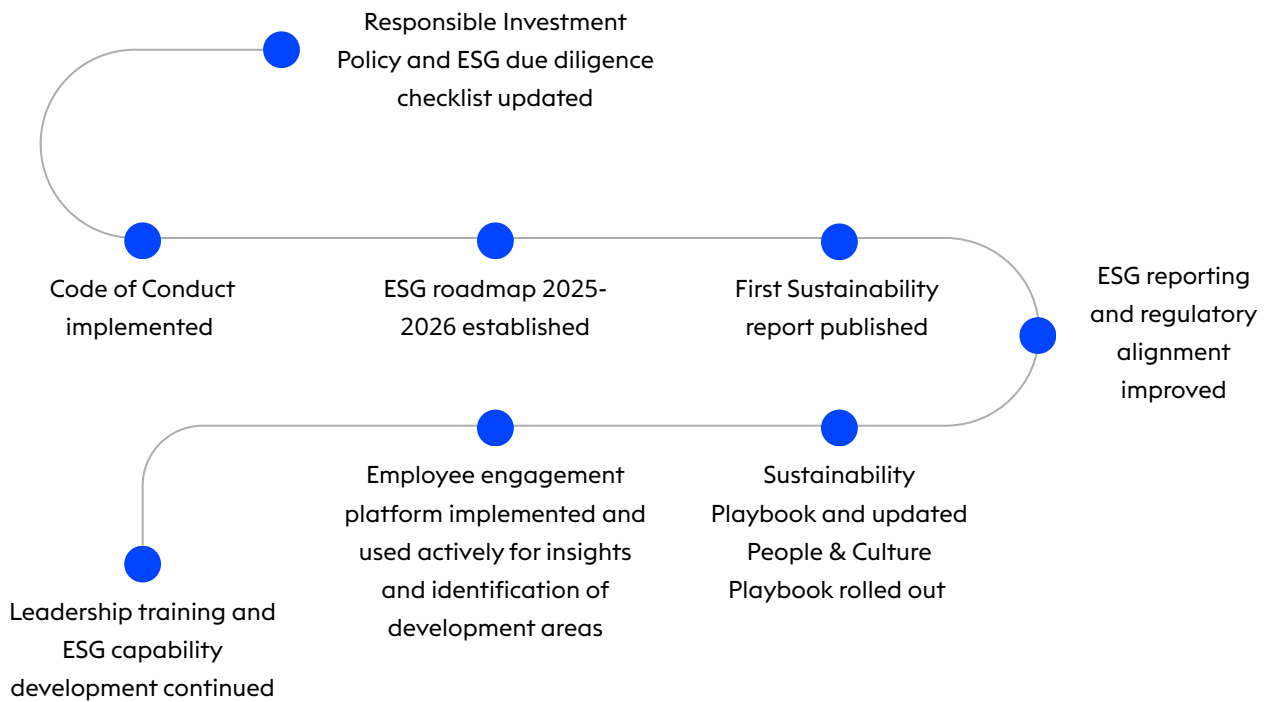 Responsible Investment
Policy and ESG due diligence
checklist updated
Code of Conduct
implemented
ESG roadmap 2025-
2026 established
First Sustainability
report published
ESG reporting
and regulatory
alignment
improved
Sustainability
Playbook and updated
People & Culture
Playbook rolled out
Employee engagement
platform implemented and
used actively for insights
and identification of
development areas
Leadership training and
ESG capability
development continued